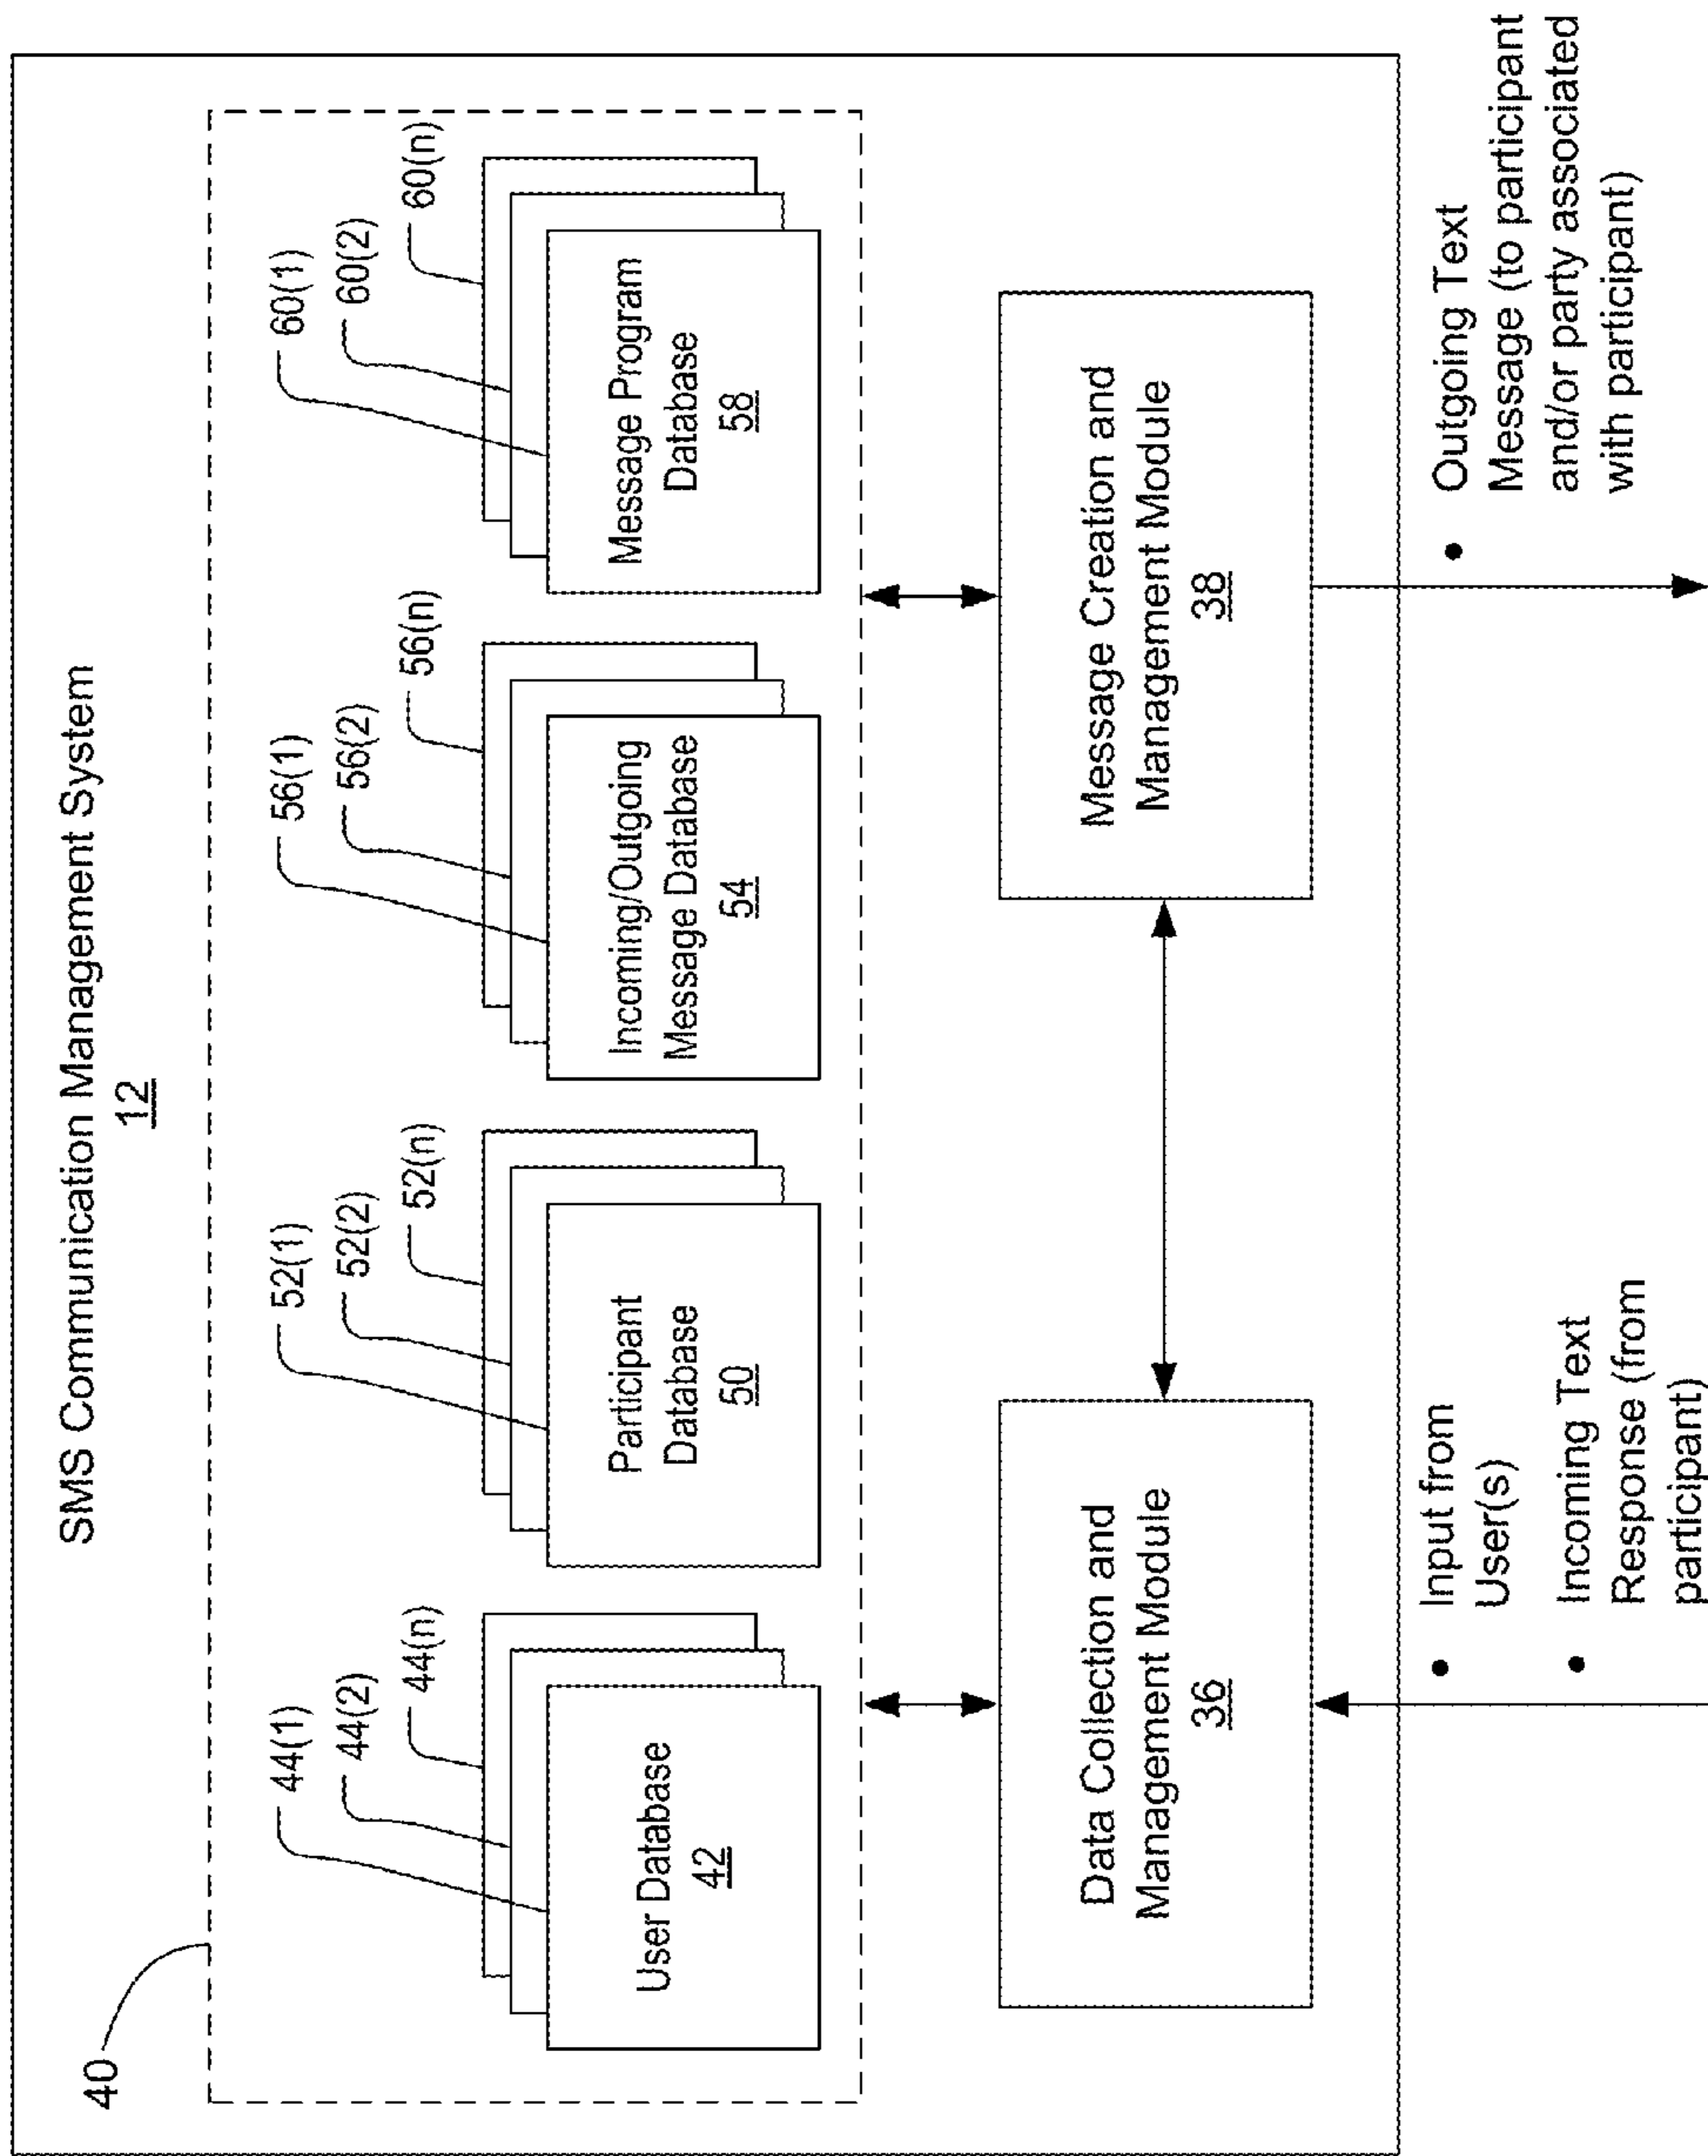 SMS Communication Management System
12
40
44(1)
44(2)
44(n)
User Database
42
52(1)
52(2)
52(n)
Participant
Database
50
56(1)
56(2)
56(n)
Incoming/Outgoing
Message Database
54
60(1)
60(2)
60(n)
Message Program
Database
58
Data Collection and
Management Module
36
Message Creation and
Management Module
38
• Input from
User(s)
• Incoming Text
Response (from
participant)
• Outgoing Text
Message (to participant
and/or party associated
with participant)